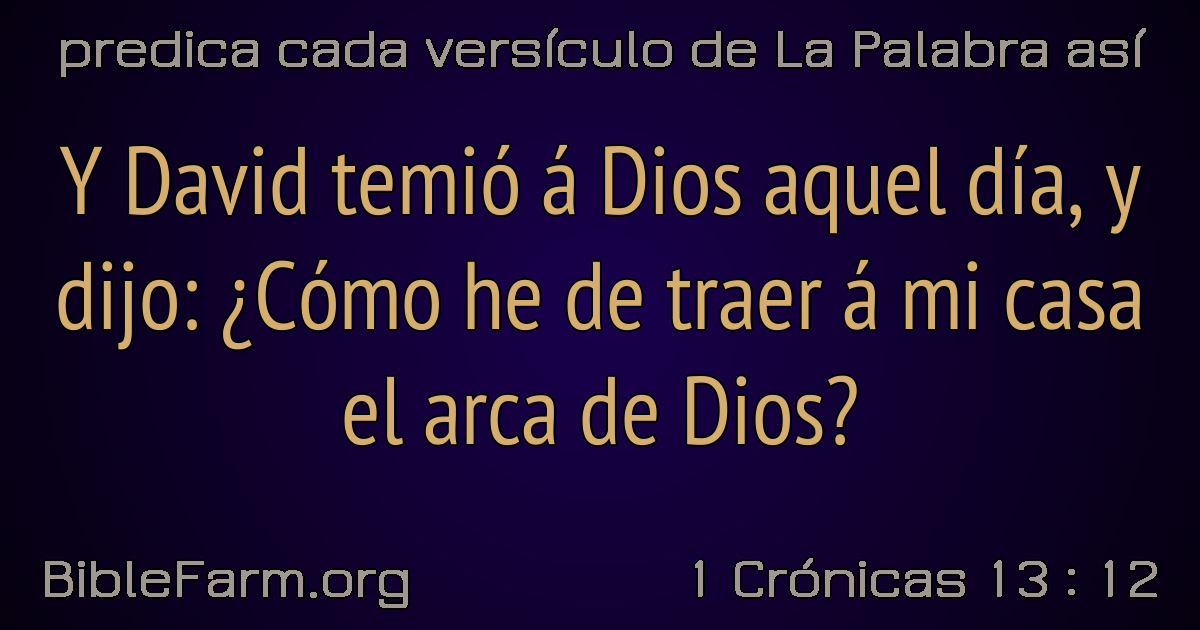 predica cada versículo de La Palabra así
Y David temió á Dios aquel día, y
dijo: ¿Cómo he de traer á mi casa
el arca de Dios?
BibleFarm.org
1 Crónicas 13 : 12